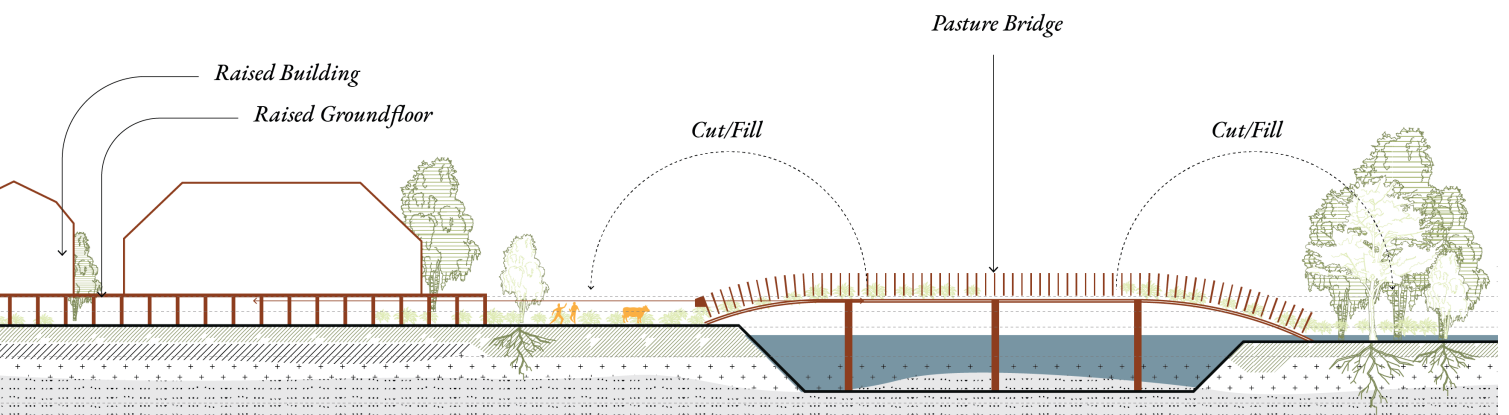 Pasture Bridge
Raised Building
Raised Groundfloor
Cut/Fill
Cut/Fill